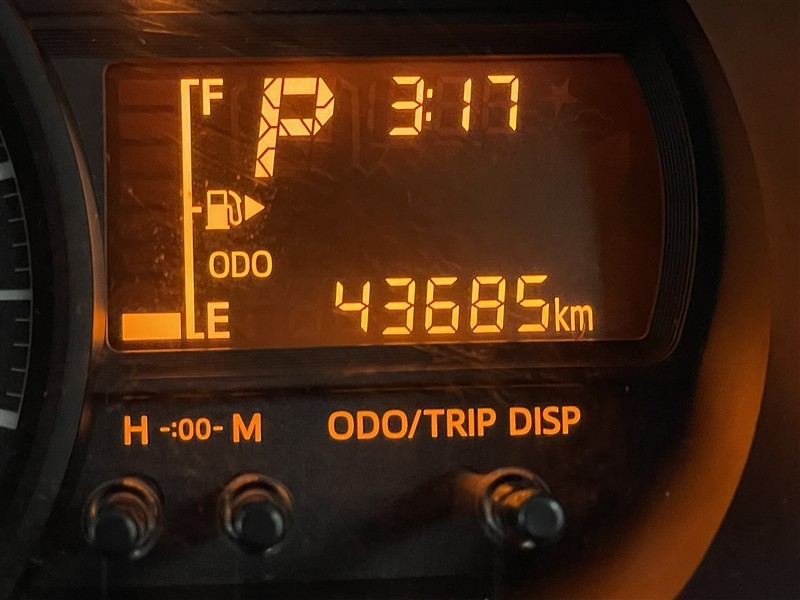 F
P 3:17
ODO
E
43685km
H -:00- M
ODO/TRIP DISP